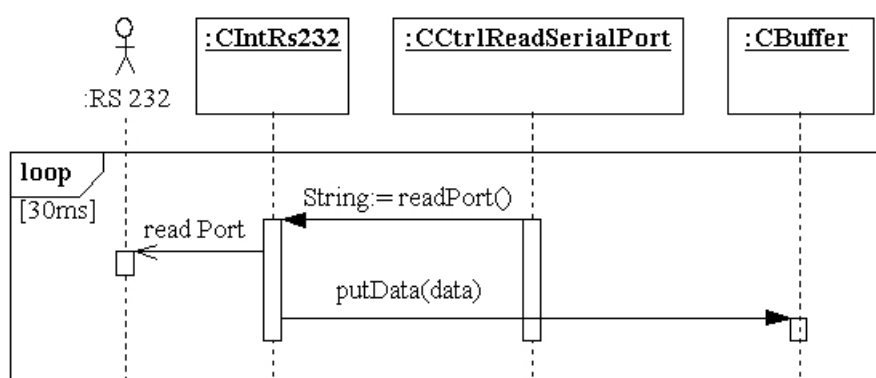 :CIntRs232
:CCtrlReadSerialPort
:CBuffer
:RS 232
loop
[30ms]
String:= readPort()
read Port
putData(data)